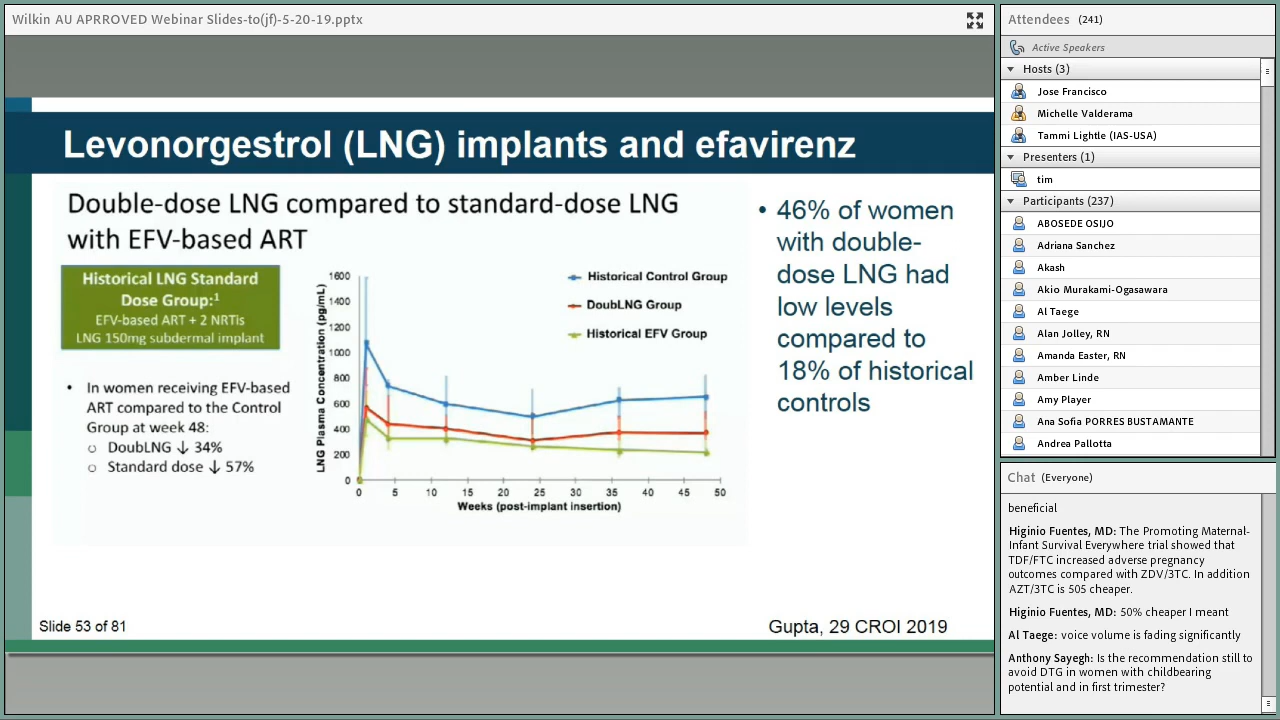 Wilkin AU APRROVED Webinar Slides-to(jf)-5-20-19.pptx
Levonorgestrol (LNG) implants and efavirenz
Double-dose LNG compared to standard-dose LNG
with EFV-based ART
Historical LNG Standard
Dose Group:1
EFV-based ART + 2 NRTIs
LNG 150mg subdermal implant
• In women receiving EFV-based
ART compared to the Control
Group at week 48:
o DoubLNG ↓ 34%
o Standard dose ↓ 57%
LNG Plasma Concentration (pg/mL)
1600
1400
1200
1000
800
600
400
200
0
Historical Control Group
DoubLNG Group
Historical EFV Group
0 5 10 15 20 25 30 35 40 45 50
Weeks (post-implant insertion)
• 46% of women
with double-
dose LNG had
low levels
compared to
18% of historical
controls
Slide 53 of 81
Gupta, 29 CROI 2019
Attendees (241)
Active Speakers
Hosts (3)
Jose Francisco
Michelle Valderama
Tammi Lightle (IAS-USA)
Presenters (1)
tim
Participants (237)
ABOSEDE OSIJO
Adriana Sanchez
Akash
Akio Murakami-Ogasawara
Al Taege
Alan Jolley, RN
Amanda Easter, RN
Amber Linde
Amy Player
Ana Sofia PORRES BUSTAMANTE
Andrea Pallotta
Chat (Everyone)
beneficial
Higinio Fuentes, MD: The Promoting Maternal-
Infant Survival Everywhere trial showed that
TDF/FTC increased adverse pregnancy
outcomes compared with ZDV/3TC. In addition
AZT/3TC is 505 cheaper.
Higinio Fuentes, MD: 50% cheaper I meant
Al Taege: voice volume is fading significantly
Anthony Sayegh: Is the recommendation still to
avoid DTG in women with childbearing
potential and in first trimester?